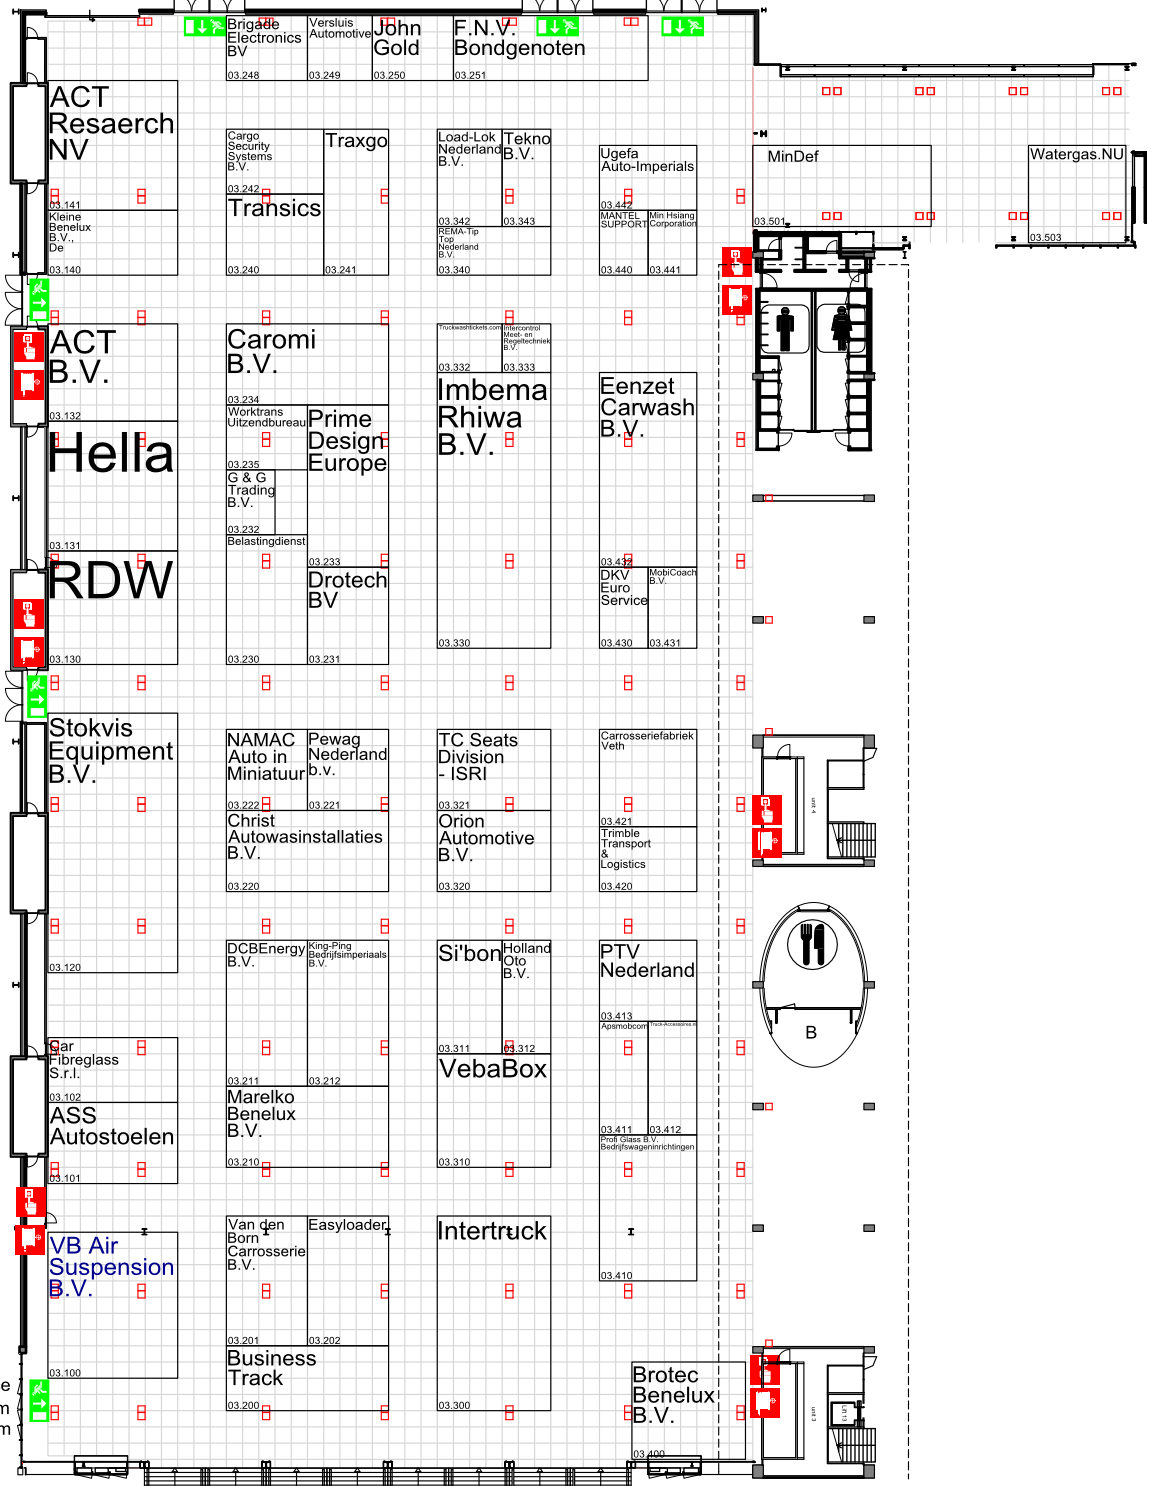 Brigade
Electronics
BV
03.248
Versluis
Automotive
03.249
John
Gold
03.250
F.N.V.
Bondgenoten
03.251
ACT
Resaerch
NV
03.141
Kleine
Benelux
B.V.,
De
03.140
Cargo
Security
Systems
B.V.
03.242
Traxgo
03.241
Transics
03.240
Load-Lok
Nederland
B.V.
03.342
Tekno
B.V.
03.343
REMA-Tip
Top
Nederland
B.V.
03.340
Ugefa
Auto-Imperials
03.442
MANTEL
SUPPORT
03.440
Min Hsiang
Corporation
03.441
MinDef
03.501
Watergas.NU
03.503
ACT
B.V.
03.132
Hella
03.131
RDW
03.130
Caromi
B.V.
03.234
Worktrans
Uitzendbureau
03.235
Prime
Design
Europe
03.233
G & G
Trading
B.V.
03.232
Belastingdienst
03.230
Drotech
BV
03.231
Truckwashtickets.com
03.332
Intercontrol
Meet- en
Regeltechniek
B.V.
03.333
Imbema
Rhiwa
B.V.
03.330
Eenzet
Carwash
B.V.
03.432
DKV
Euro
Service
03.430
MobiCoach
B.V.
03.431
Stokvis
Equipment
B.V.
03.120
NAMAC
Auto in
Miniatuur
03.222
Pewag
Nederland
b.v.
03.221
Christ
Autowasinstallaties
B.V.
03.220
TC Seats
Division
- ISRI
03.321
Orion
Automotive
B.V.
03.320
Carrosseriefabriek
Veth
03.421
Trimble
Transport
&
Logistics
03.420
unit 4
DCBEnergy
B.V.
03.211
King-Ping
Bedrijfsimperiaals
B.V.
03.212
Marelko
Benelux
B.V.
03.210
Si'bon
03.311
Holland
Oto
B.V.
03.312
VebaBox
03.310
PTV
Nederland
03.413
Apsmobcom
03.411
Truck-Accessoires.nl
03.412
Profi Glass B.V.
Bedrijfswageninrichtingen
03.410
B
Car
Fibreglass
S.r.l.
03.102
ASS
Autostoelen
03.101
VB Air
Suspension
B.V.
03.100
Van den
Born
Carrosserie
B.V.
03.201
Easyloader
03.202
Business
Track
03.200
Intertruck
03.300
Brotec
Benelux
B.V.
03.400
unit 3
Lift 13
e
m
m